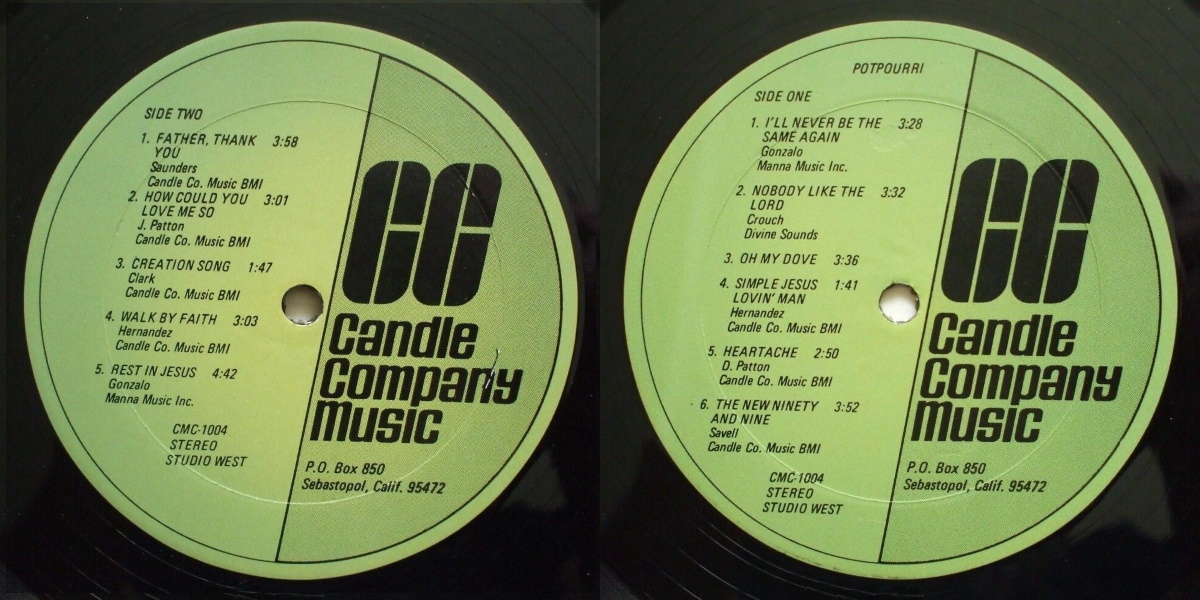 SIDE TWO
1. FATHER, THANK 3:58
YOU
Saunders
Candle Co. Music BMI
2. HOW COULD YOU 3:01
LOVE ME SO
J. Patton
Candle Co. Music BMI
3. CREATION SONG 1:47
Clark
Candle Co. Music BMI
4. WALK BY FAITH 3:03
Hernandez
Candle Co. Music BMI
5. REST IN JESUS 4:42
Gonzalo
Manna Music Inc.
CMC-1004
STEREO
STUDIO WEST
CC
Candle
Company
Music
P.O. Box 850
Sebastopol, Calif. 95472
POTPOURRI
SIDE ONE
1. I'LL NEVER BE THE 3:28
SAME AGAIN
Gonzalo
Manna Music Inc.
2. NOBODY LIKE THE 3:32
LORD
Crouch
Divine Sounds
3. OH MY DOVE 3:36
4. SIMPLE JESUS 1:41
LOVIN' MAN
Hernandez
Candle Co. Music BMI
5. HEARTACHE 2:50
D. Patton
Candle Co. Music BMI
6. THE NEW NINETY 3:52
AND NINE
Savell
Candle Co. Music BMI
CMC-1004
STEREO
STUDIO WEST
CC
Candle
Company
Music
P.O. Box 850
Sebastopol, Calif. 95472